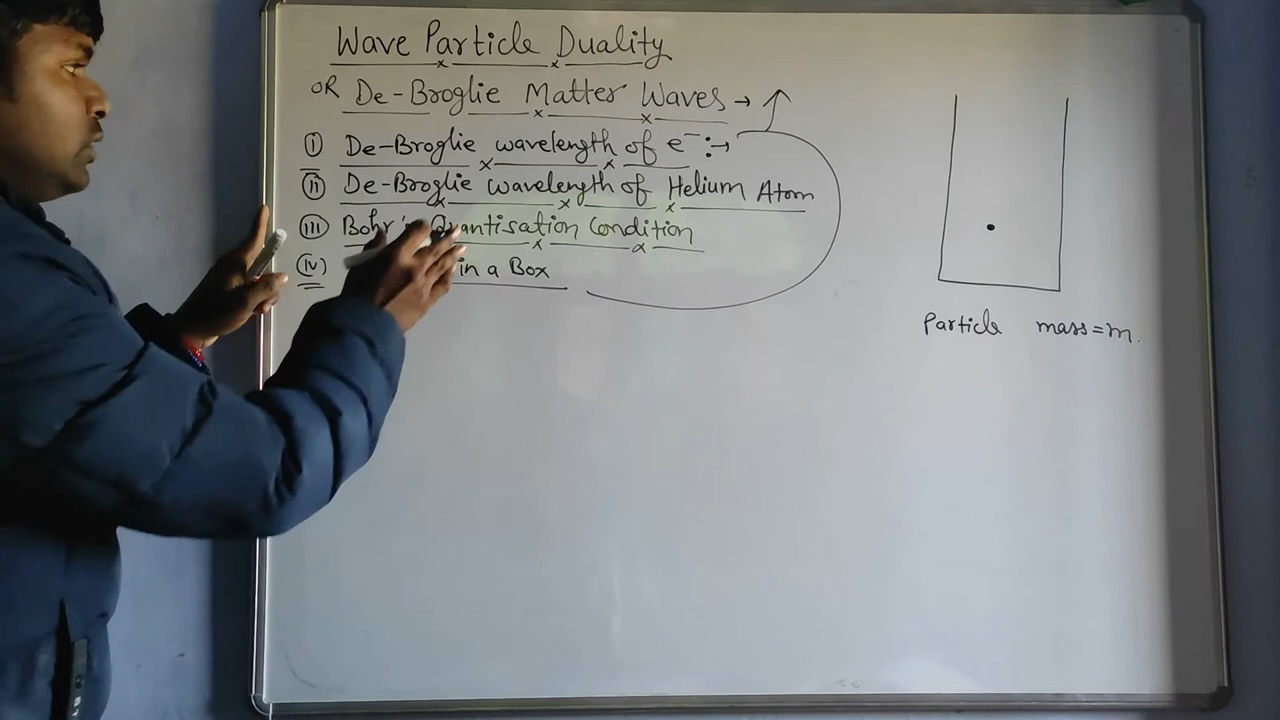 Wave Particle Duality
OR De-Broglie Matter Waves →
(i) De-Broglie wavelength of e⁻ :→
(ii) De-Broglie wavelength of Helium Atom
(iii) Bohr's Quantisation Condition
(iv) in a Box
Particle mass=m.